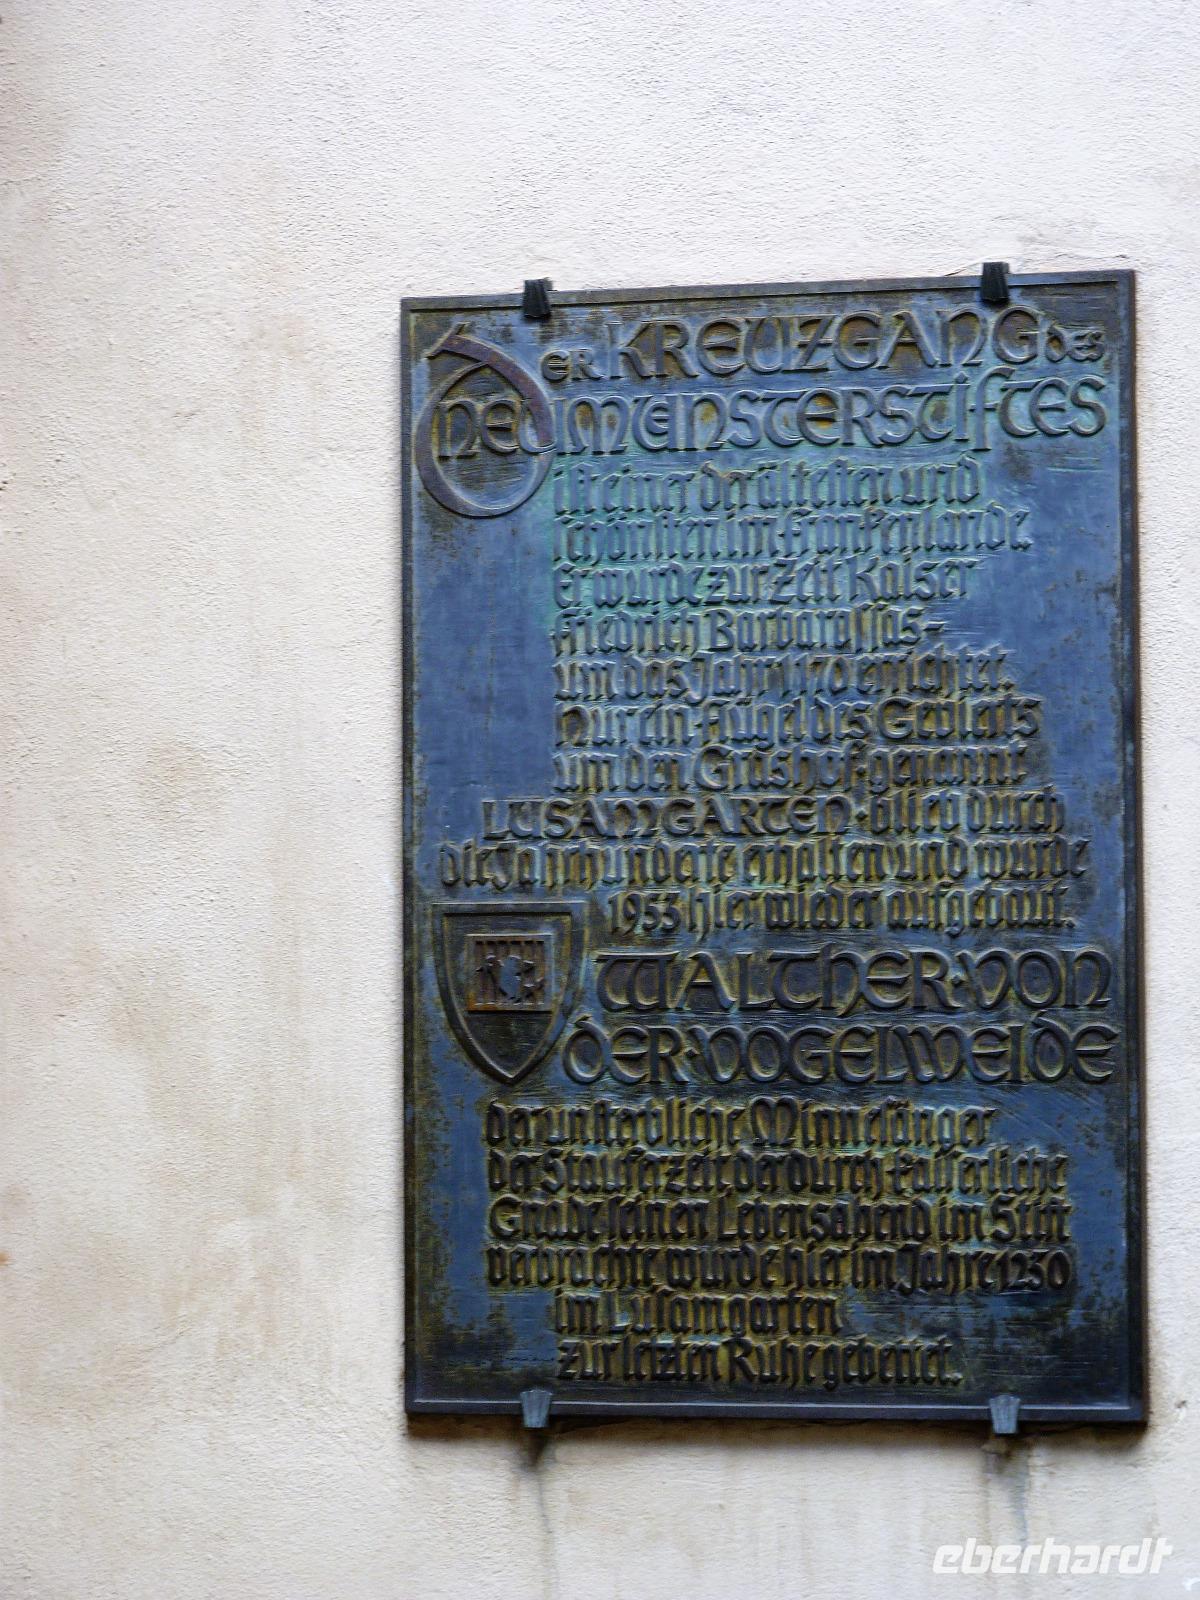 DER KREUZGANG DES
NEUMÜNSTERSTIFTES
ist einer der ältesten und
schönsten im Frankenlande.
Er wurde zur Zeit Kaiser
Friedrich Barbarossas-
um das Jahr 1170 errichtet.
Nur ein Flügel des Gevierts
um den Grashof·genannt
LUSAMGARTEN·blieb durch
die Jahrhunderte erhalten und wurde
1953 hier wieder aufgebaut.
WALTHER·VON
DER·VOGELWEIDE
der unsterbliche Minnesänger
der Stauferzeit der durch kaiserliche
Gnade seinen Lebensabend im Stift
verbrachte wurde hier im Jahre 1230
im Lusamgarten
zur letzten Ruhe gebettet.
eberhardt